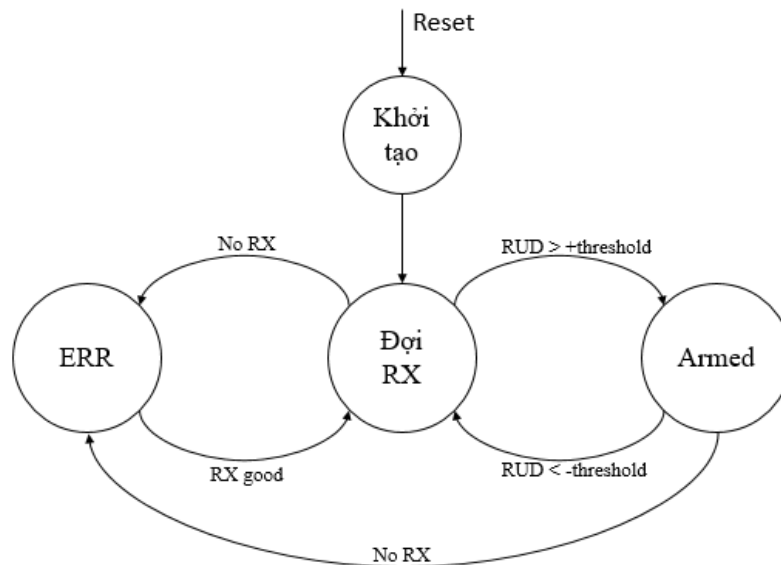 Reset
Khởi
tạo
No RX
RUD > +threshold
ERR
Đợi
RX
Armed
RX good
RUD < -threshold
No RX